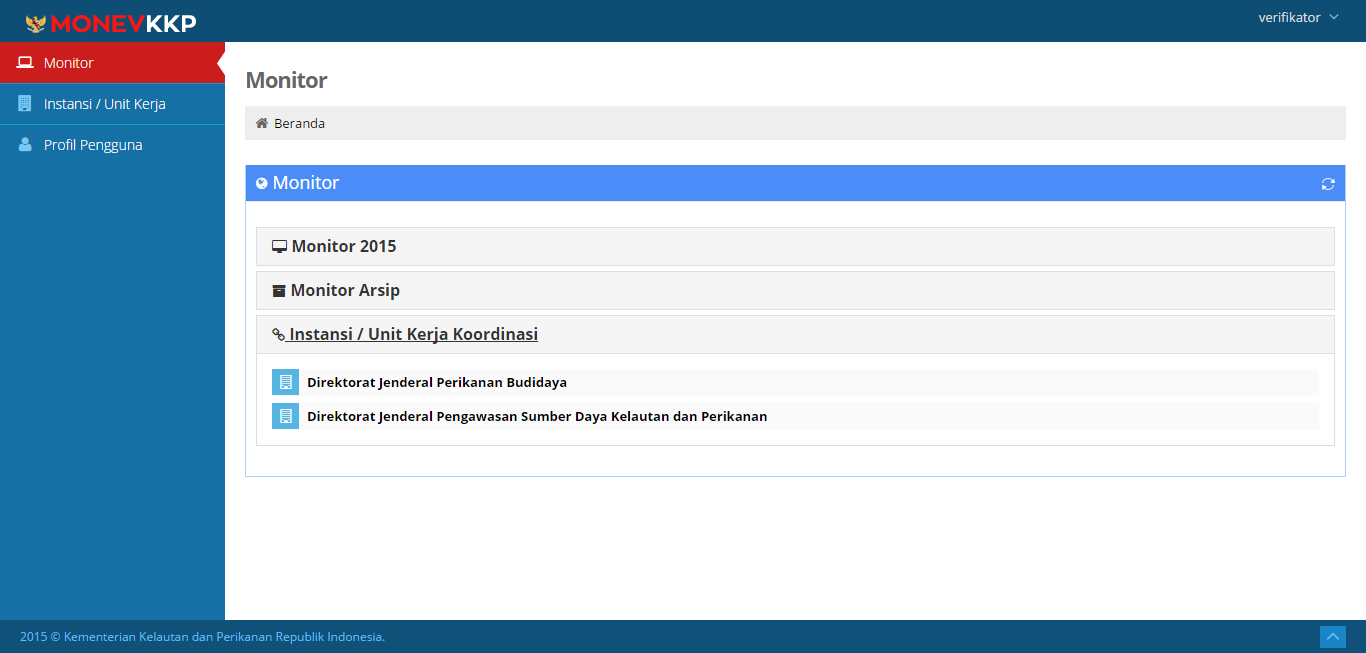 MONEVKKP
verifikator
Monitor
Instansi / Unit Kerja
Profil Pengguna
Monitor
Beranda
Monitor
Monitor 2015
Monitor Arsip
Instansi / Unit Kerja Koordinasi
Direktorat Jenderal Perikanan Budidaya
Direktorat Jenderal Pengawasan Sumber Daya Kelautan dan Perikanan
2015 © Kementerian Kelautan dan Perikanan Republik Indonesia.